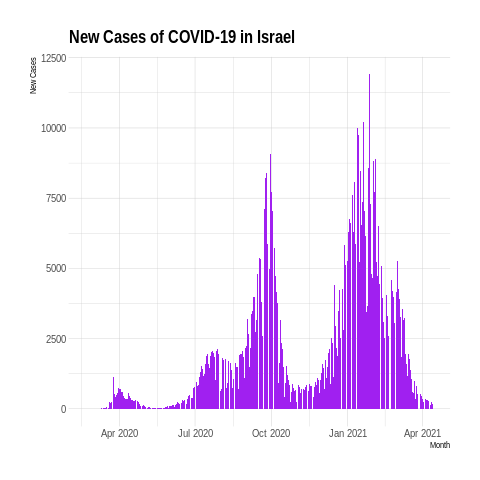 New Cases of COVID-19 in Israel
New Cases
12500
10000
7500
5000
2500
0
Apr 2020 Jul 2020 Oct 2020 Jan 2021 Apr 2021
Month